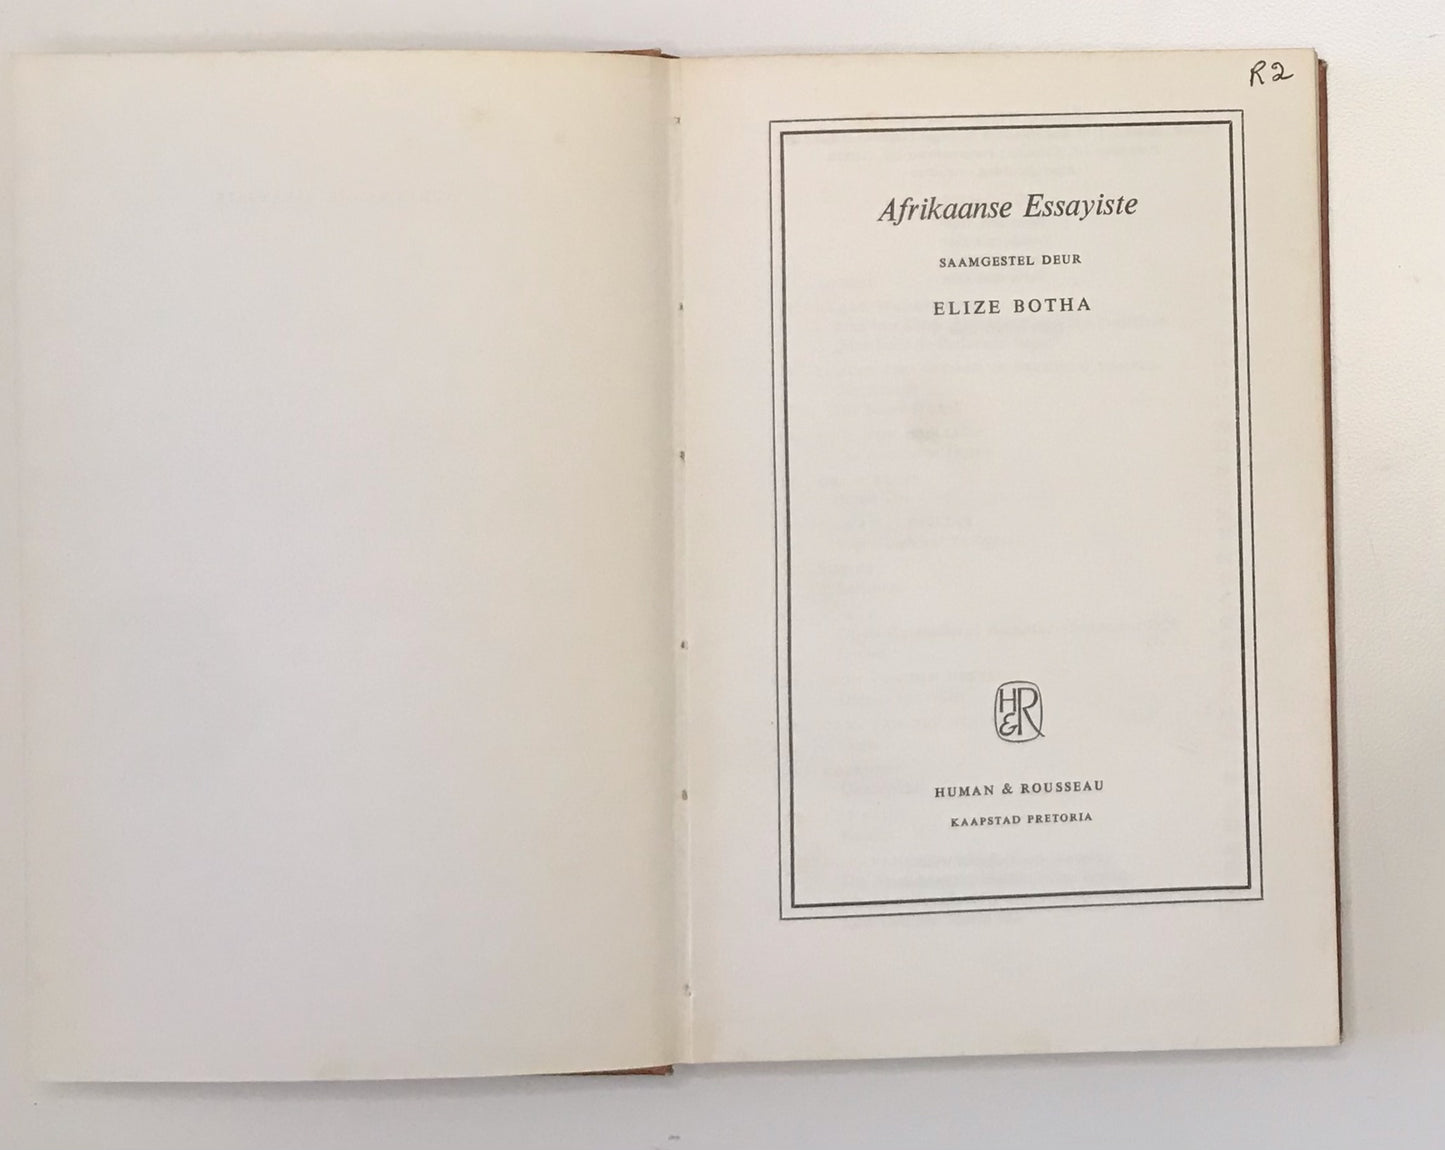 R2
Afrikaanse Essayiste
SAAMGESTEL DEUR
ELIZE BOTHA
H&R
HUMAN & ROUSSEAU
KAAPSTAD PRETORIA